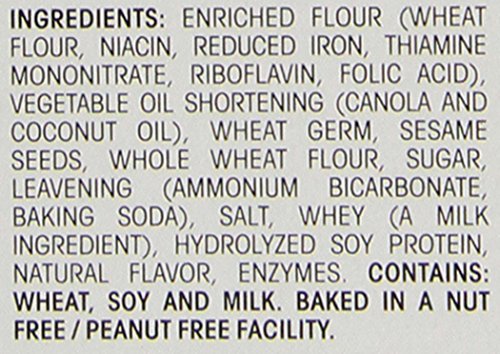 INGREDIENTS: ENRICHED FLOUR (WHEAT
FLOUR, NIACIN, REDUCED IRON, THIAMINE
MONONITRATE, RIBOFLAVIN, FOLIC ACID),
VEGETABLE OIL SHORTENING (CANOLA AND
COCONUT OIL), WHEAT GERM, SESAME
SEEDS, WHOLE WHEAT FLOUR, SUGAR,
LEAVENING (AMMONIUM BICARBONATE,
BAKING SODA), SALT, WHEY (A MILK
INGREDIENT), HYDROLYZED SOY PROTEIN,
NATURAL FLAVOR, ENZYMES. CONTAINS:
WHEAT, SOY AND MILK. BAKED IN A NUT
FREE / PEANUT FREE FACILITY.